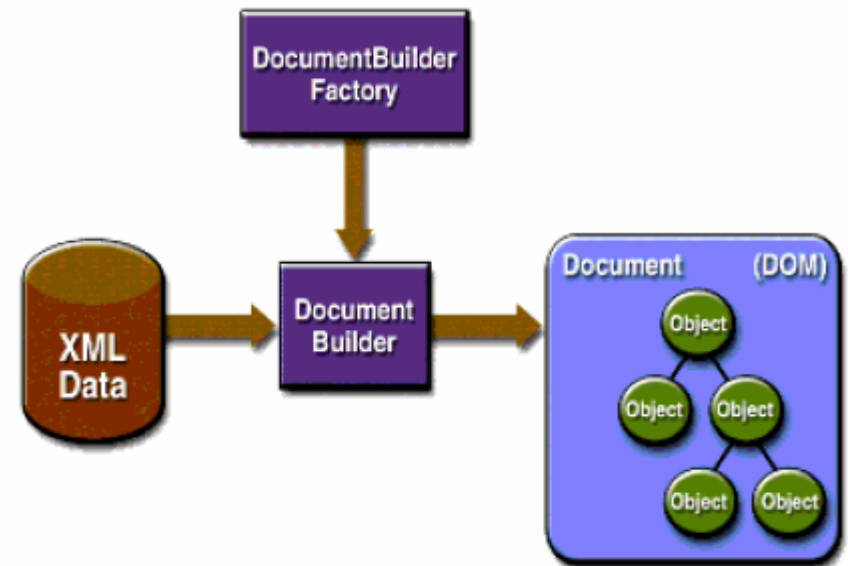 DocumentBuilder
Factory
XML
Data
Document
Builder
Document (DOM)
Object
Object
Object
Object
Object